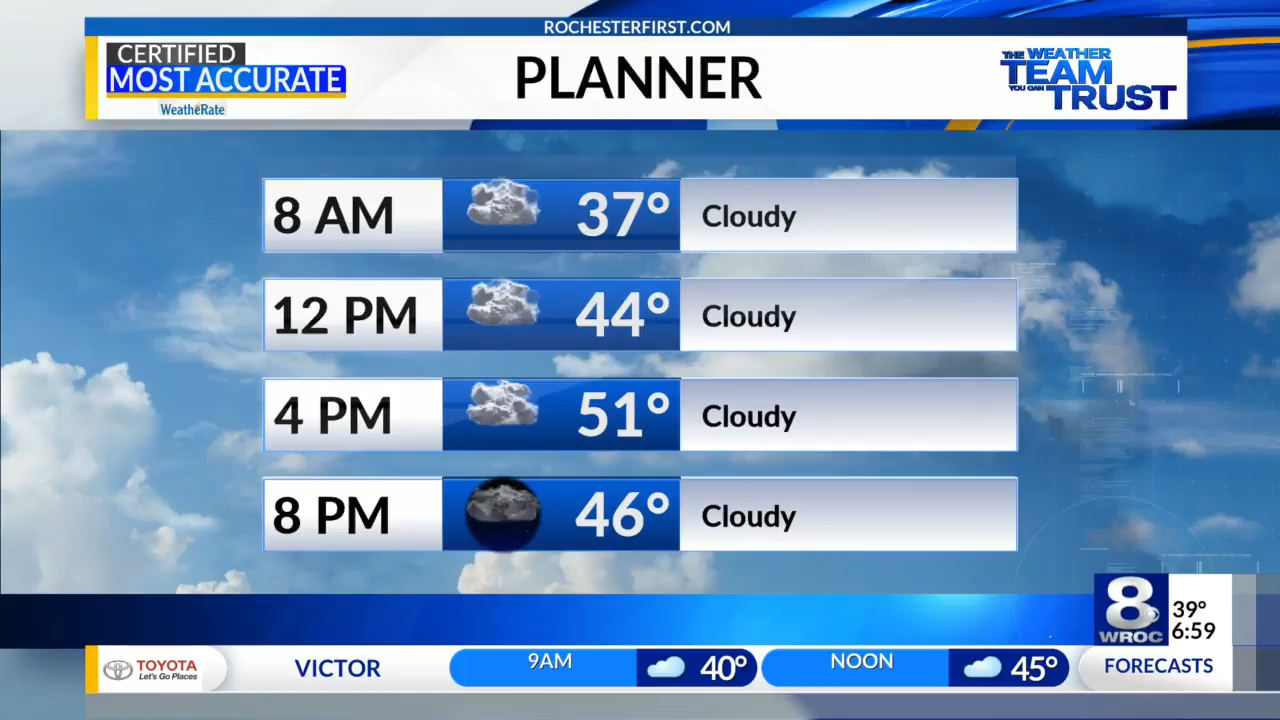 ROCHESTERFIRST.COM
CERTIFIED
MOST ACCURATE
WeatheRate
PLANNER
THE WEATHER
TEAM
YOU CAN
TRUST
8 AM 37° Cloudy
12 PM 44° Cloudy
4 PM 51° Cloudy
8 PM 46° Cloudy
8
WROC
39°
6:59
TOYOTA
Let's Go Places
VICTOR 9AM 40° NOON 45° FORECASTS